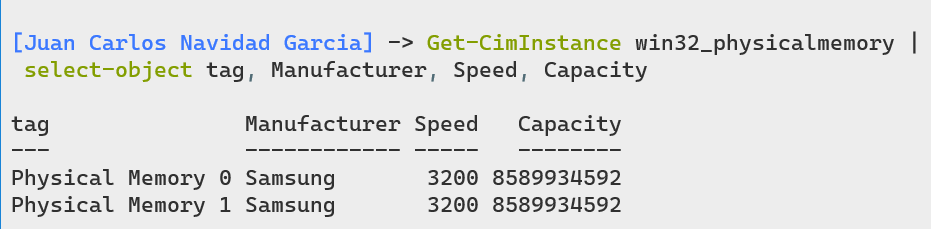 [Juan Carlos Navidad Garcia] -> Get-CimInstance win32_physicalmemory |
select-object tag, Manufacturer, Speed, Capacity
tag Manufacturer Speed Capacity
--- ------------ ----- --------
Physical Memory 0 Samsung 3200 8589934592
Physical Memory 1 Samsung 3200 8589934592